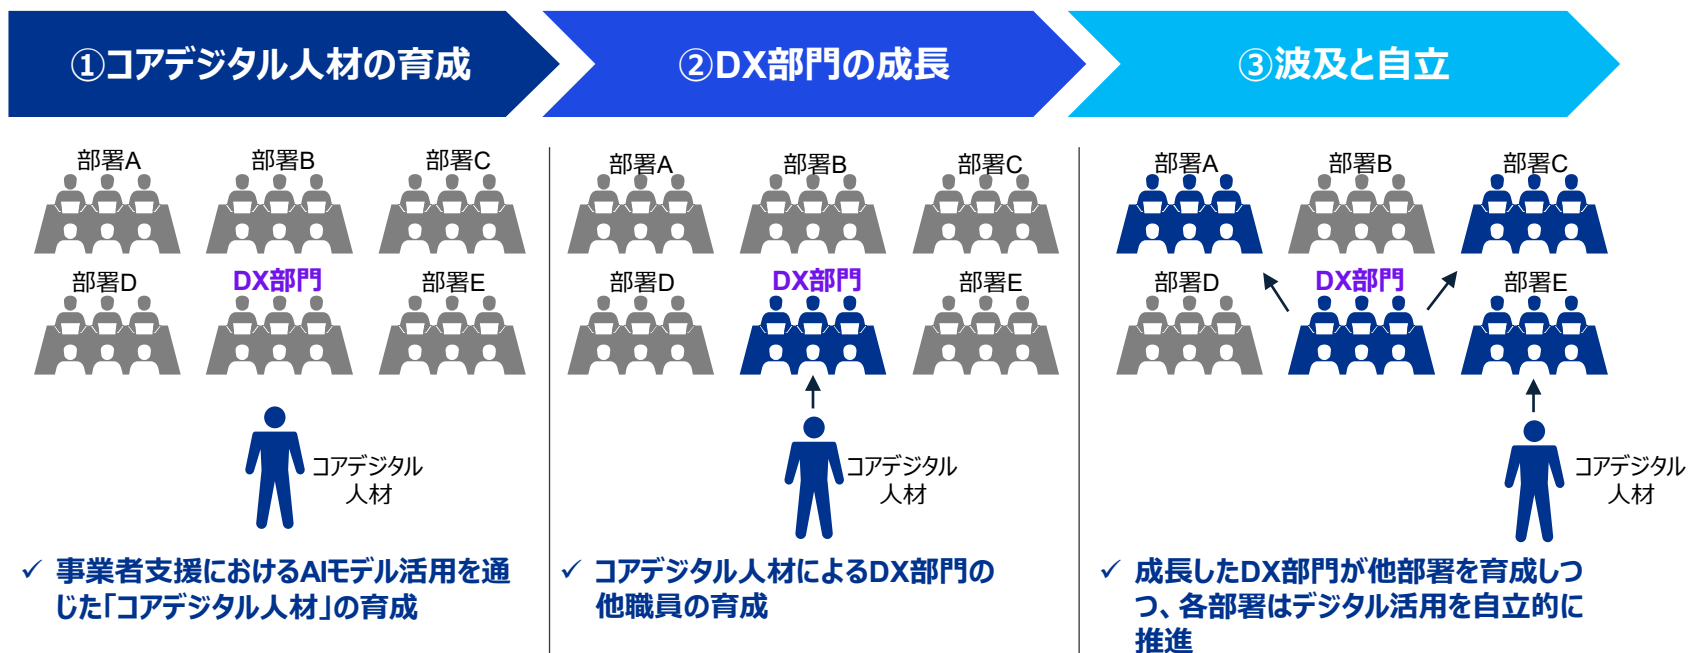 ①コアデジタル人材の育成
②DX部門の成長
③波及と自立
部署A
部署B
部署C
部署D
DX部門
部署E
コアデジタル
人材
✓ 事業者支援におけるAIモデル活用を通
じた「コアデジタル人材」の育成
部署A
部署B
部署C
部署D
DX部門
部署E
コアデジタル
人材
✓ コアデジタル人材によるDX部門の
他職員の育成
部署A
部署B
部署C
部署D
DX部門
部署E
コアデジタル
人材
✓ 成長したDX部門が他部署を育成しつ
つ、各部署はデジタル活用を自立的に
推進